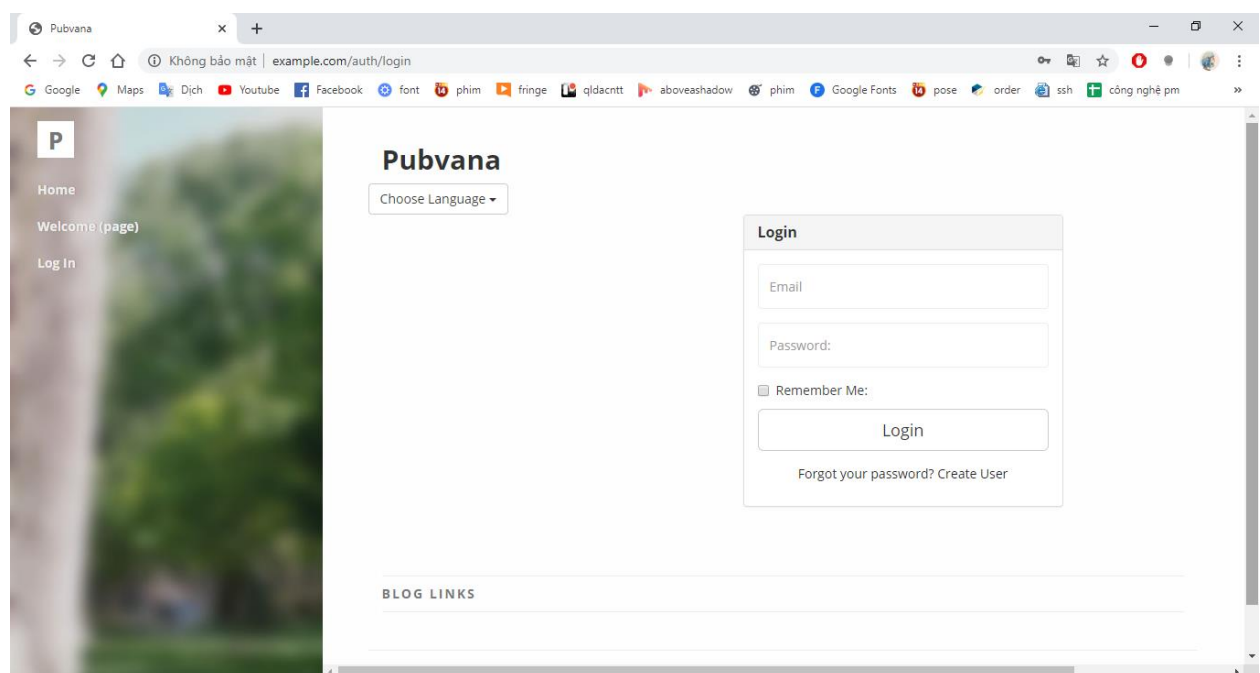 Pubvana
Không bảo mật | example.com/auth/login
Google Maps Dịch Youtube Facebook font phim fringe qldacntt aboveashadow phim Google Fonts pose order ssh công nghệ pm »
P
Home
Welcome (page)
Log In
Pubvana
Choose Language
Login
Email
Password:
Remember Me:
Login
Forgot your password? Create User
BLOG LINKS